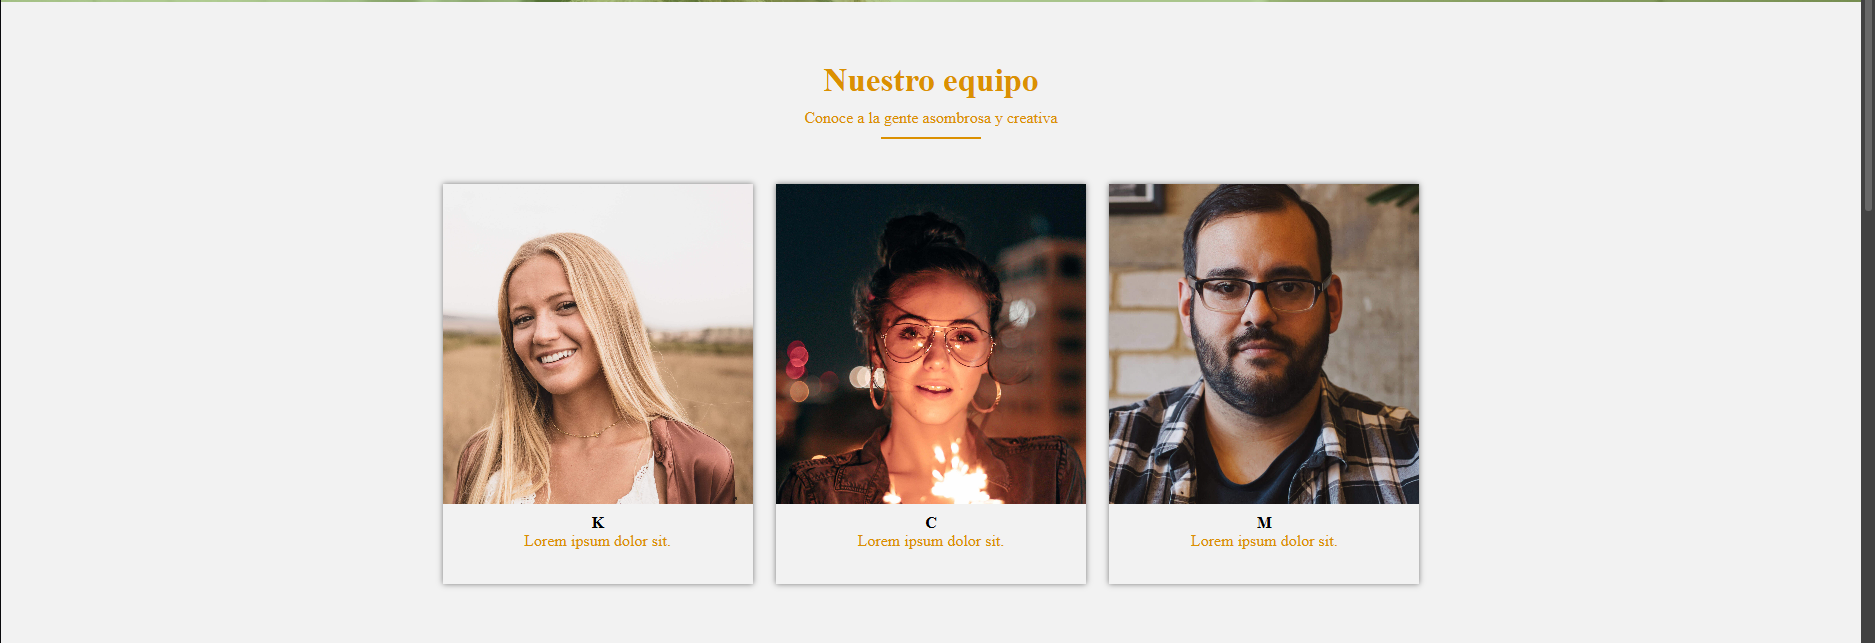 Nuestro equipo
Conoce a la gente asombrosa y creativa
K
Lorem ipsum dolor sit.
C
Lorem ipsum dolor sit.
M
Lorem ipsum dolor sit.